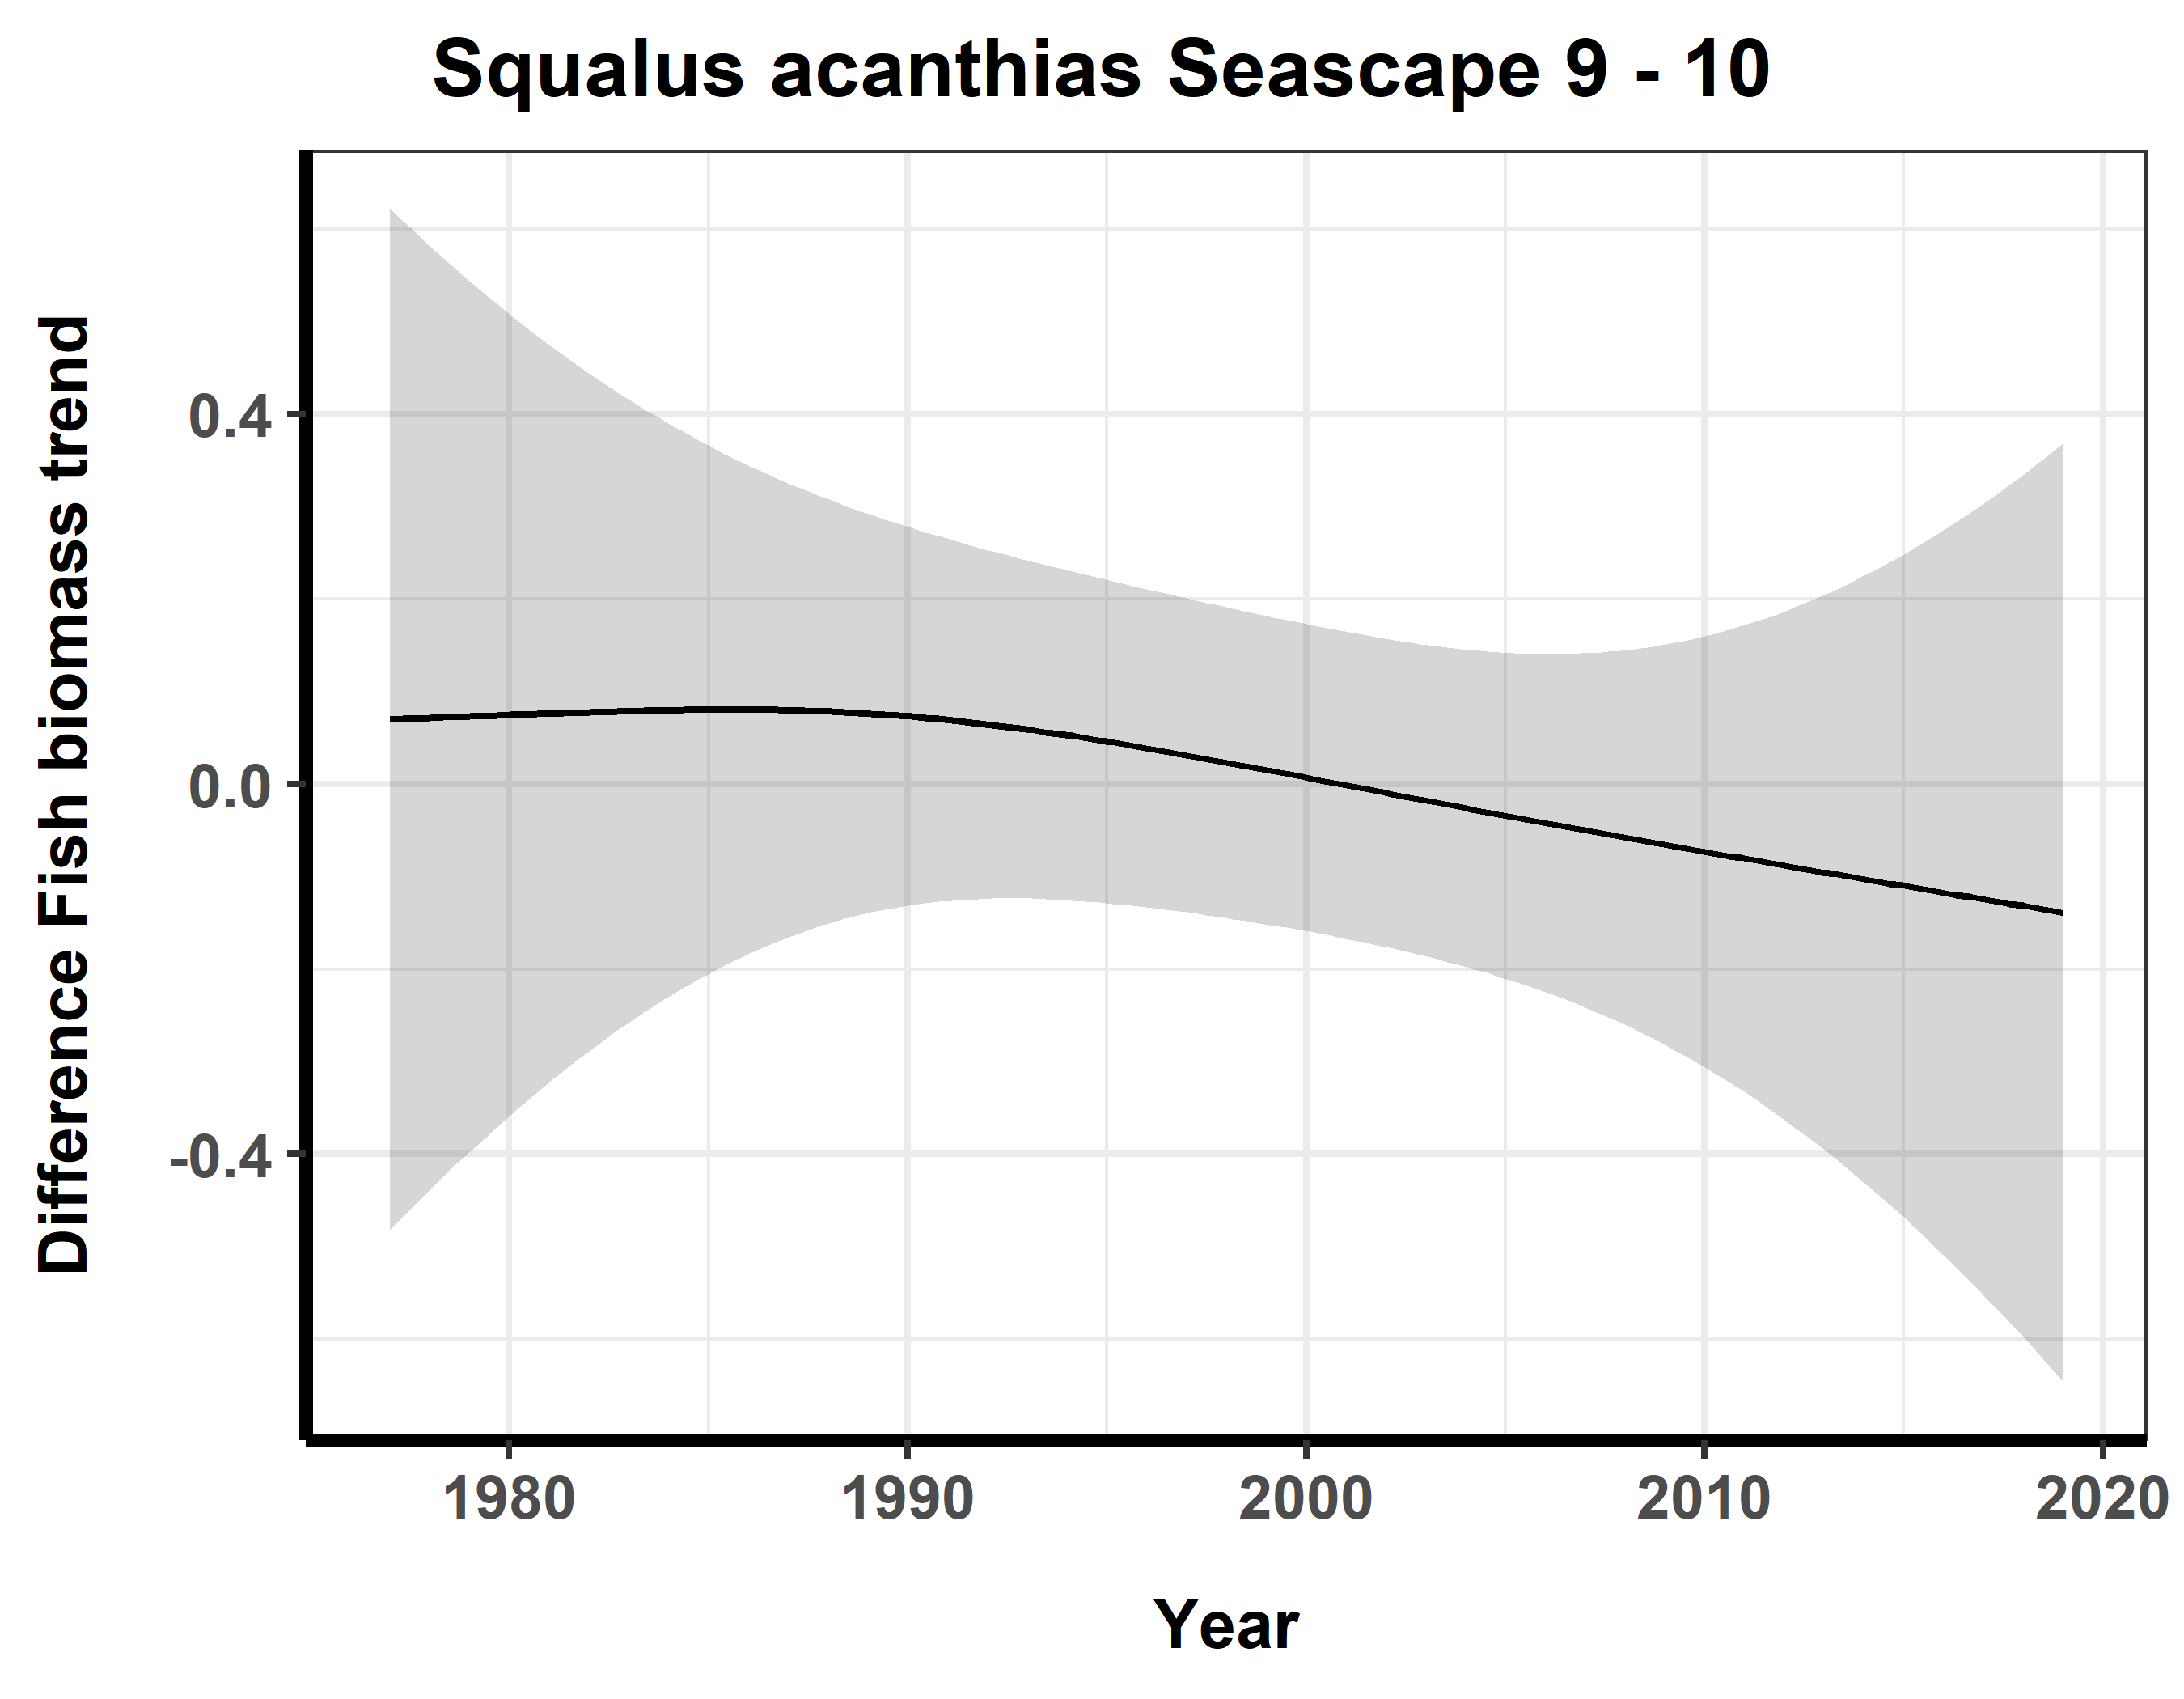 Squalus acanthias Seascape 9 - 10
Difference Fish biomass trend
0.4
0.0
-0.4
1980
1990
2000
2010
2020
Year